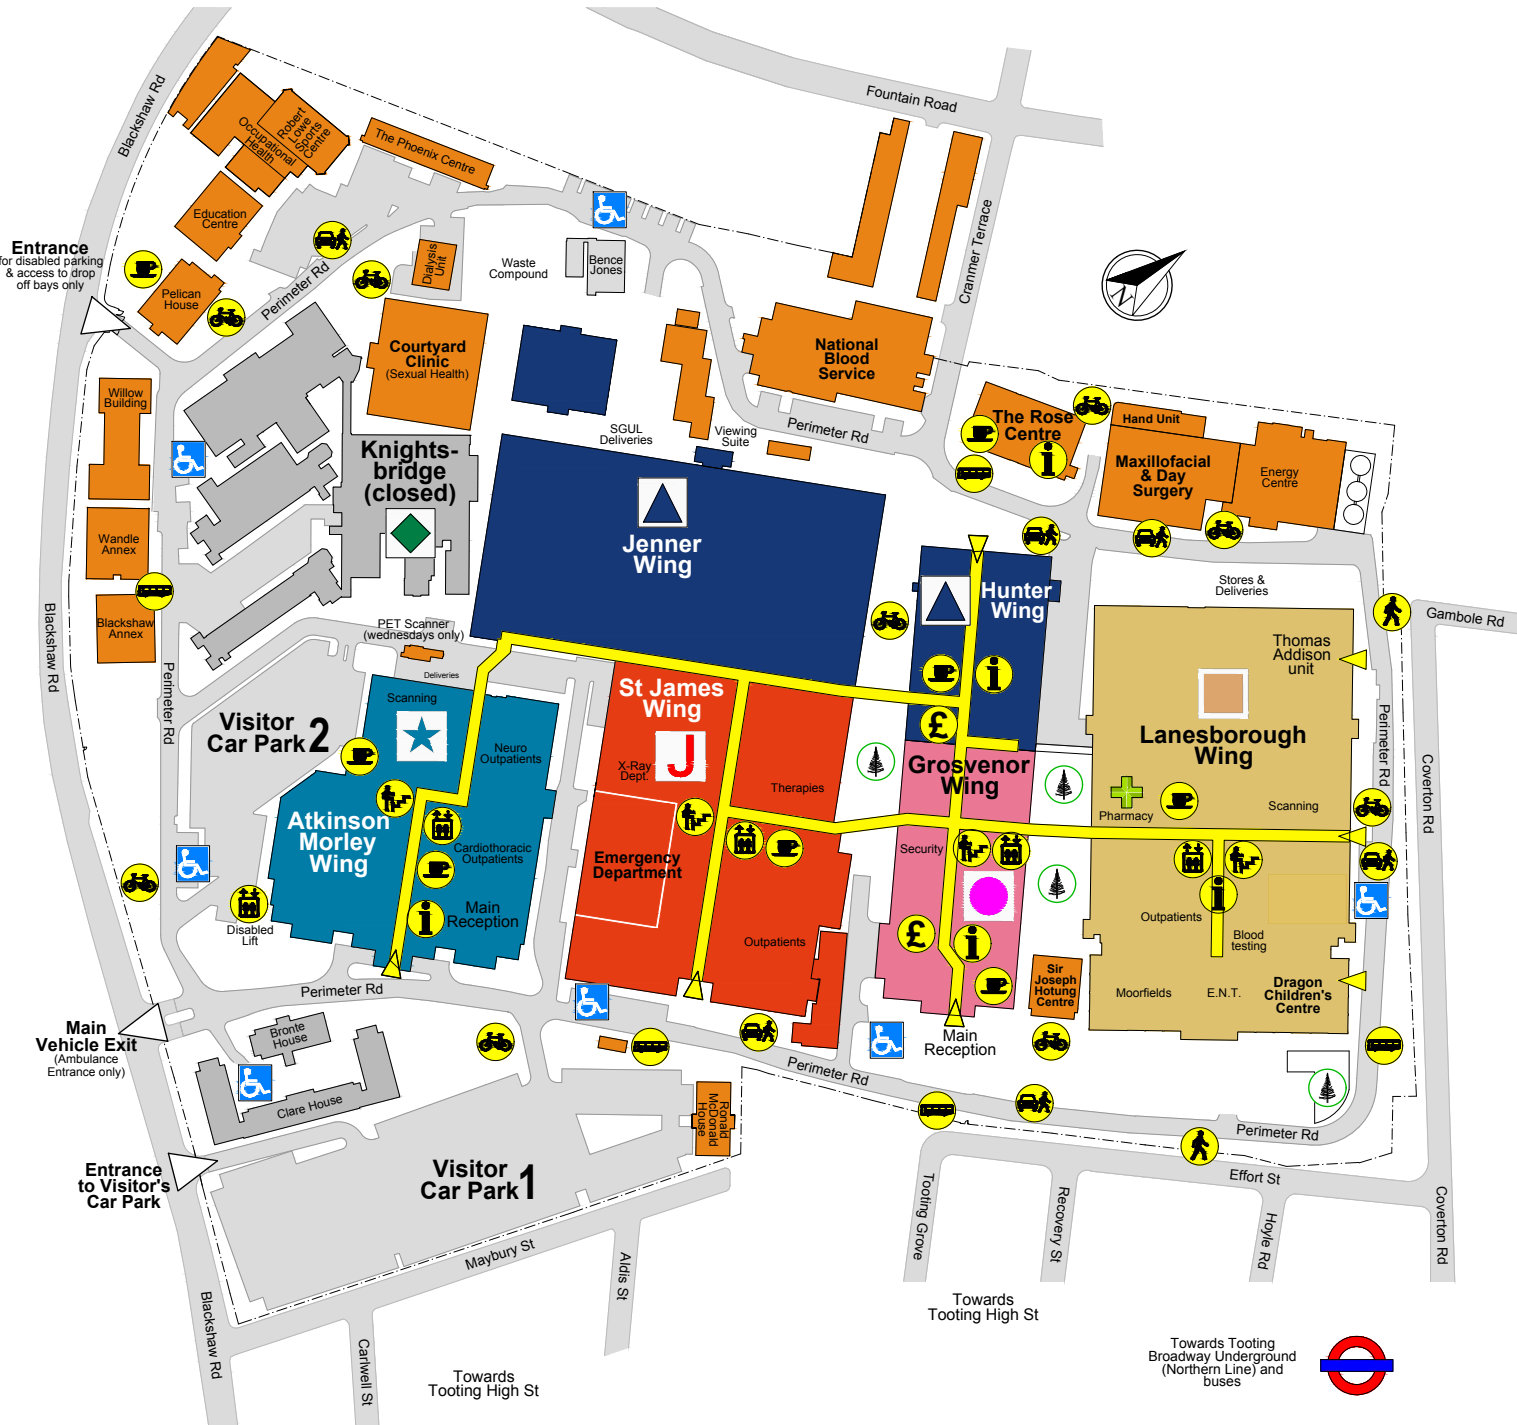 Fountain Road
Blackshaw Rd
Robert
Lowe
Sports
Centre
Occupational
Health
The Phoenix Centre
Education
Centre
Entrance
for disabled parking
& access to drop
off bays only
Pelican
House
Perimeter Rd
Dialysis
Unit
Waste
Compound
Bence
Jones
Cranmer Terrace
N
Courtyard
Clinic
(Sexual Health)
National
Blood
Service
Willow
Building
Knights-
bridge
(closed)
SGUL
Deliveries
Viewing
Suite
Perimeter Rd
The Rose
Centre
Hand Unit
Maxillofacial
& Day
Surgery
Energy
Centre
Wandle
Annex
Jenner
Wing
Hunter
Wing
Stores &
Deliveries
Gambole Rd
Blackshaw
Annex
Blackshaw Rd
PET Scanner
(wednesdays only)
Deliveries
Perimeter Rd
Thomas
Addison
unit
Scanning
St James
Wing
Visitor
Car Park 2
Neuro
Outpatients
X-Ray
Dept.
J
Therapies
£
Grosvenor
Wing
Lanesborough
Wing
Perimeter Rd
Coverton Rd
Pharmacy
Scanning
Atkinson
Morley
Wing
Cardiothoracic
Outpatients
Emergency
Department
Security
Main
Reception
Disabled
Lift
Outpatients
£
Outpatients
Blood
testing
Sir
Joseph
Hotung
Centre
Moorfields
E.N.T.
Dragon
Children's
Centre
Perimeter Rd
Main
Vehicle Exit
(Ambulance
Entrance only)
Bronte
House
Main
Reception
Perimeter Rd
Clare House
Ronald
McDonald
House
Perimeter Rd
Entrance
to Visitor's
Car Park
Visitor
Car Park 1
Effort St
Tooting Grove
Recovery St
Hoyle Rd
Coverton Rd
Maybury St
Aldis St
Blackshaw Rd
Carlwell St
Towards
Tooting High St
Towards
Tooting High St
Towards Tooting
Broadway Underground
(Northern Line) and
buses